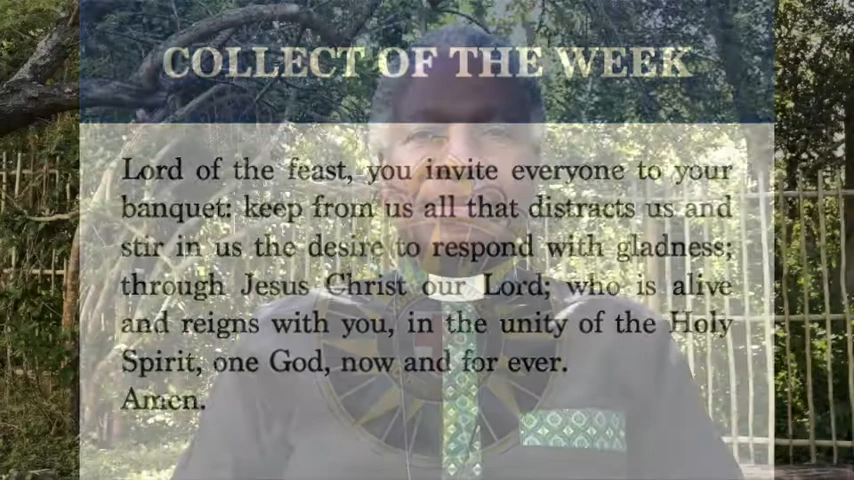 COLLECT OF THE WEEK
Lord of the feast, you invite everyone to your
banquet: keep from us all that distracts us and
stir in us the desire to respond with gladness;
through Jesus Christ our Lord; who is alive
and reigns with you, in the unity of the Holy
Spirit, one God, now and for ever.
Amen.